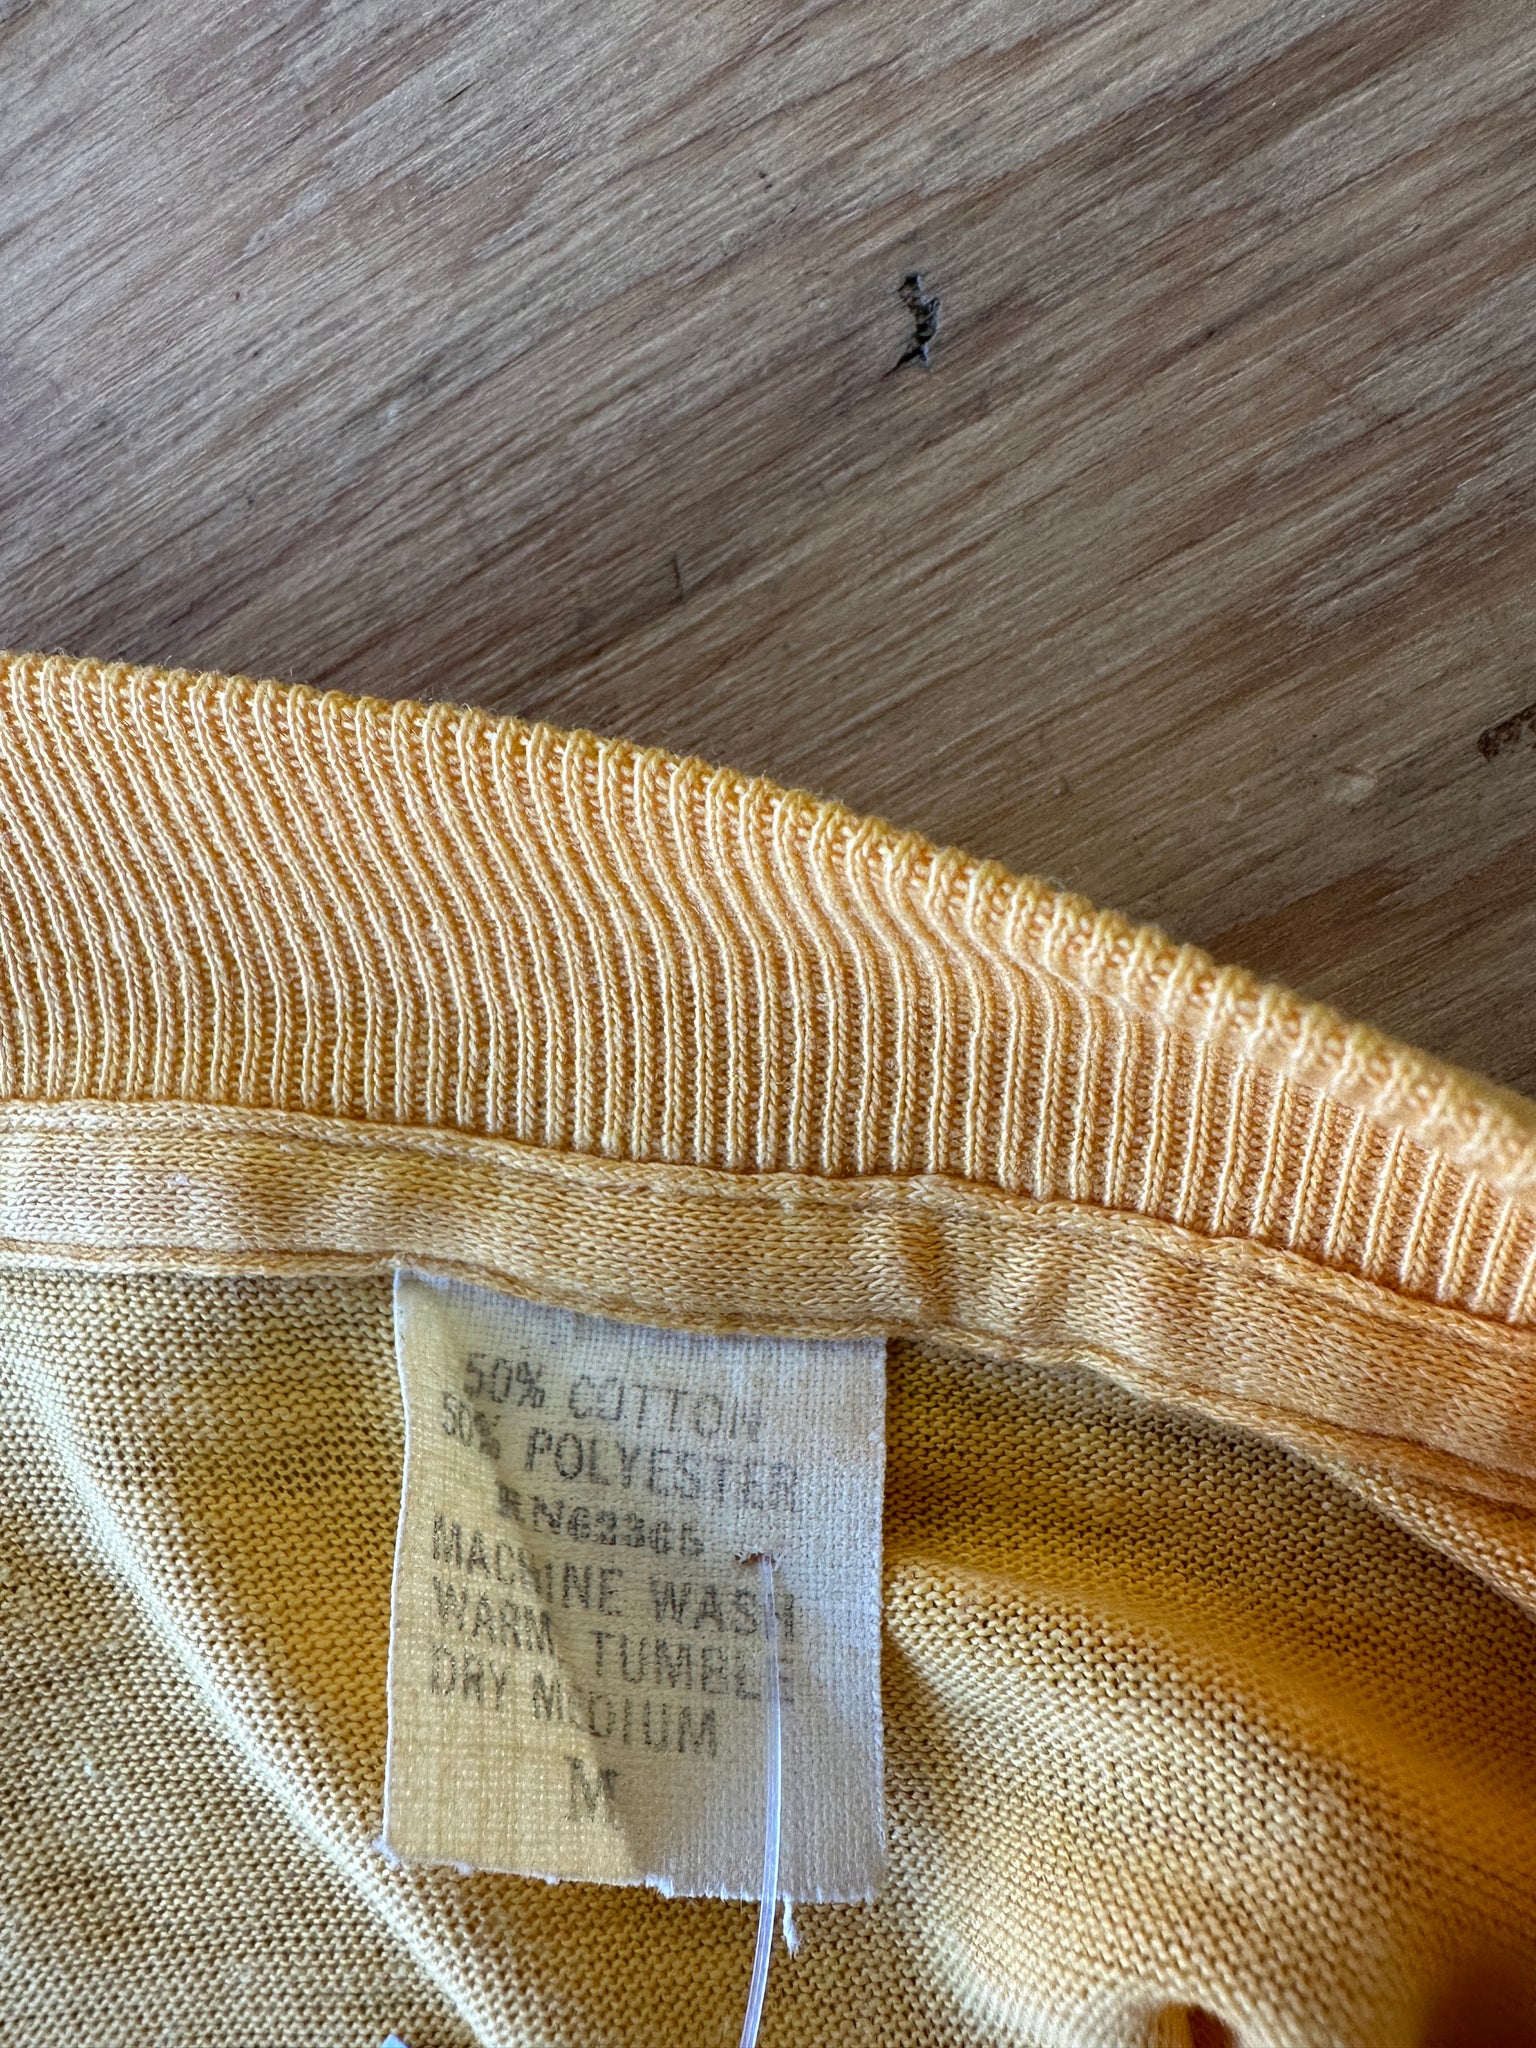 50% COTTON
50% POLYESTER
RN62365
MACHINE WASH
WARM TUMBLE
DRY MEDIUM
M